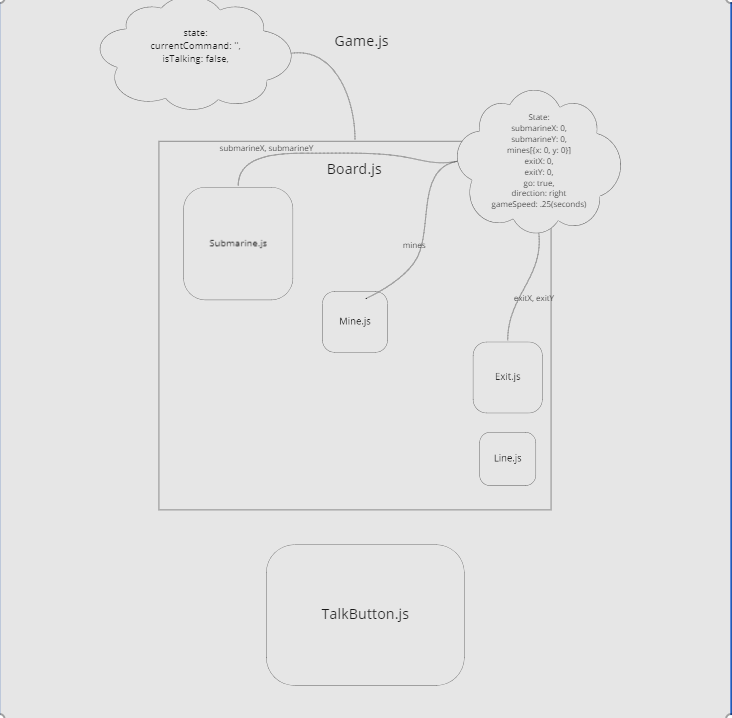 state:
currentCommand: '',
isTalking: false,
Game.js
State:
submarineX: 0,
submarineY: 0,
mines[{x: 0, y: 0}]
exitX: 0,
exitY: 0,
go: true,
direction: right
gameSpeed: .25(seconds)
submarineX, submarineY
Board.js
Submarine.js
mines
exitX, exitY
Mine.js
Exit.js
Line.js
TalkButton.js